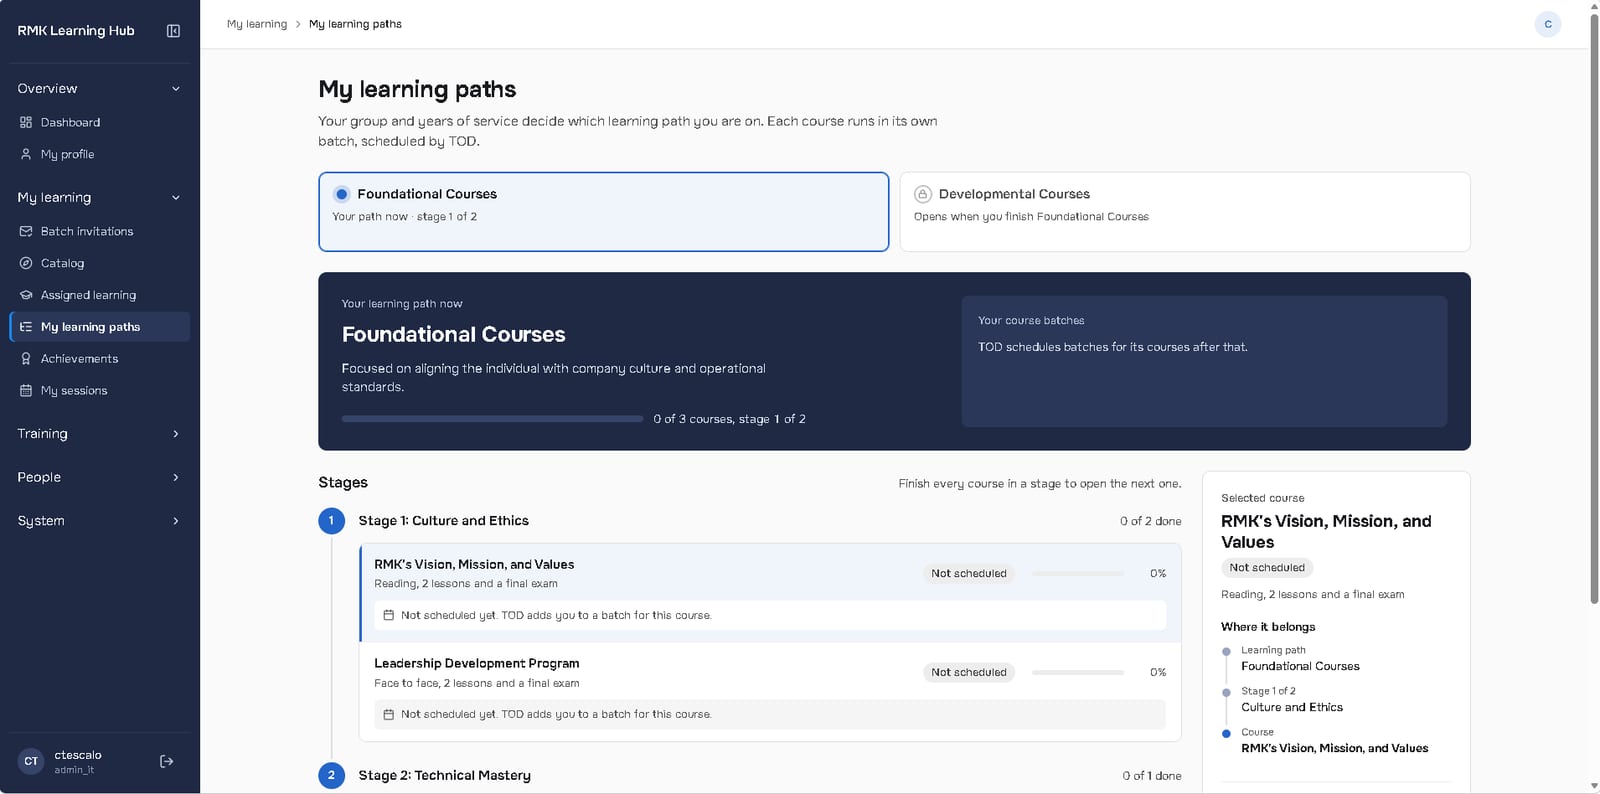 RMK Learning Hub
Overview
Dashboard
My profile
My learning
Batch invitations
Catalog
Assigned learning
My learning paths
Achievements
My sessions
Training
People
System
CT
ctescalo
admin_it
My learning > My learning paths
C
My learning paths
Your group and years of service decide which learning path you are on. Each course runs in its own
batch, scheduled by TOD.
Foundational Courses
Your path now · stage 1 of 2
Developmental Courses
Opens when you finish Foundational Courses
Your learning path now
Foundational Courses
Focused on aligning the individual with company culture and operational
standards.
0 of 3 courses, stage 1 of 2
Your course batches
TOD schedules batches for its courses after that.
Stages
Finish every course in a stage to open the next one.
1
Stage 1: Culture and Ethics
0 of 2 done
RMK's Vision, Mission, and Values
Reading, 2 lessons and a final exam
Not scheduled
0%
Not scheduled yet. TOD adds you to a batch for this course.
Leadership Development Program
Face to face, 2 lessons and a final exam
Not scheduled
0%
Not scheduled yet. TOD adds you to a batch for this course.
2
Stage 2: Technical Mastery
0 of 1 done
Selected course
RMK's Vision, Mission, and
Values
Not scheduled
Reading, 2 lessons and a final exam
Where it belongs
Learning path
Foundational Courses
Stage 1 of 2
Culture and Ethics
Course
RMK's Vision, Mission, and Values